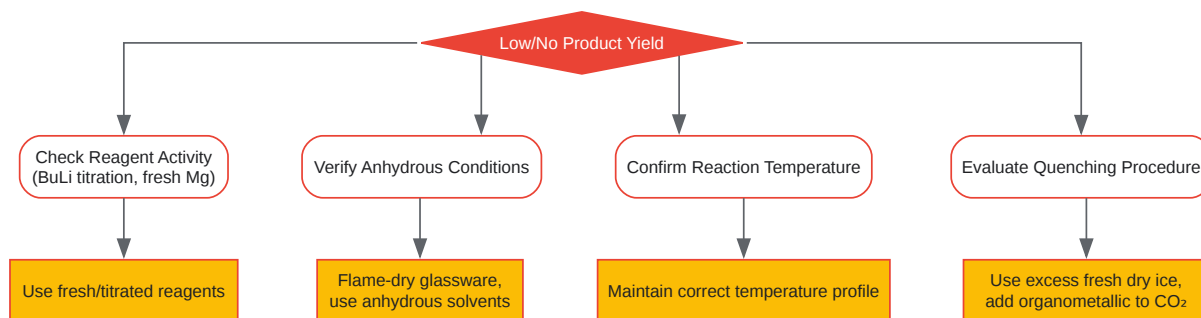 Low/No Product Yield
Check Reagent Activity
(BuLi titration, fresh Mg)
Verify Anhydrous Conditions
Confirm Reaction Temperature
Evaluate Quenching Procedure
Use fresh/titrated reagents
Flame-dry glassware,
use anhydrous solvents
Maintain correct temperature profile
Use excess fresh dry ice,
add organometallic to CO₂